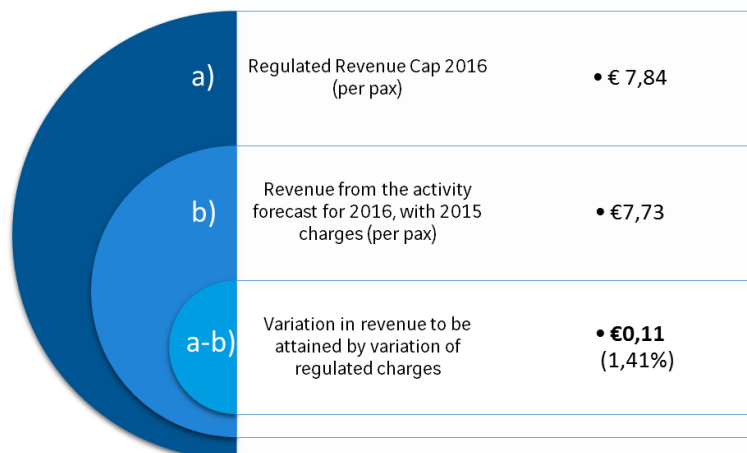 a)
Regulated Revenue Cap 2016
(per pax)
• € 7,84
b)
Revenue from the activity
forecast for 2016, with 2015
charges (per pax)
• €7,73
a-b)
Variation in revenue to be
attained by variation of
regulated charges
• €0,11
(1,41%)